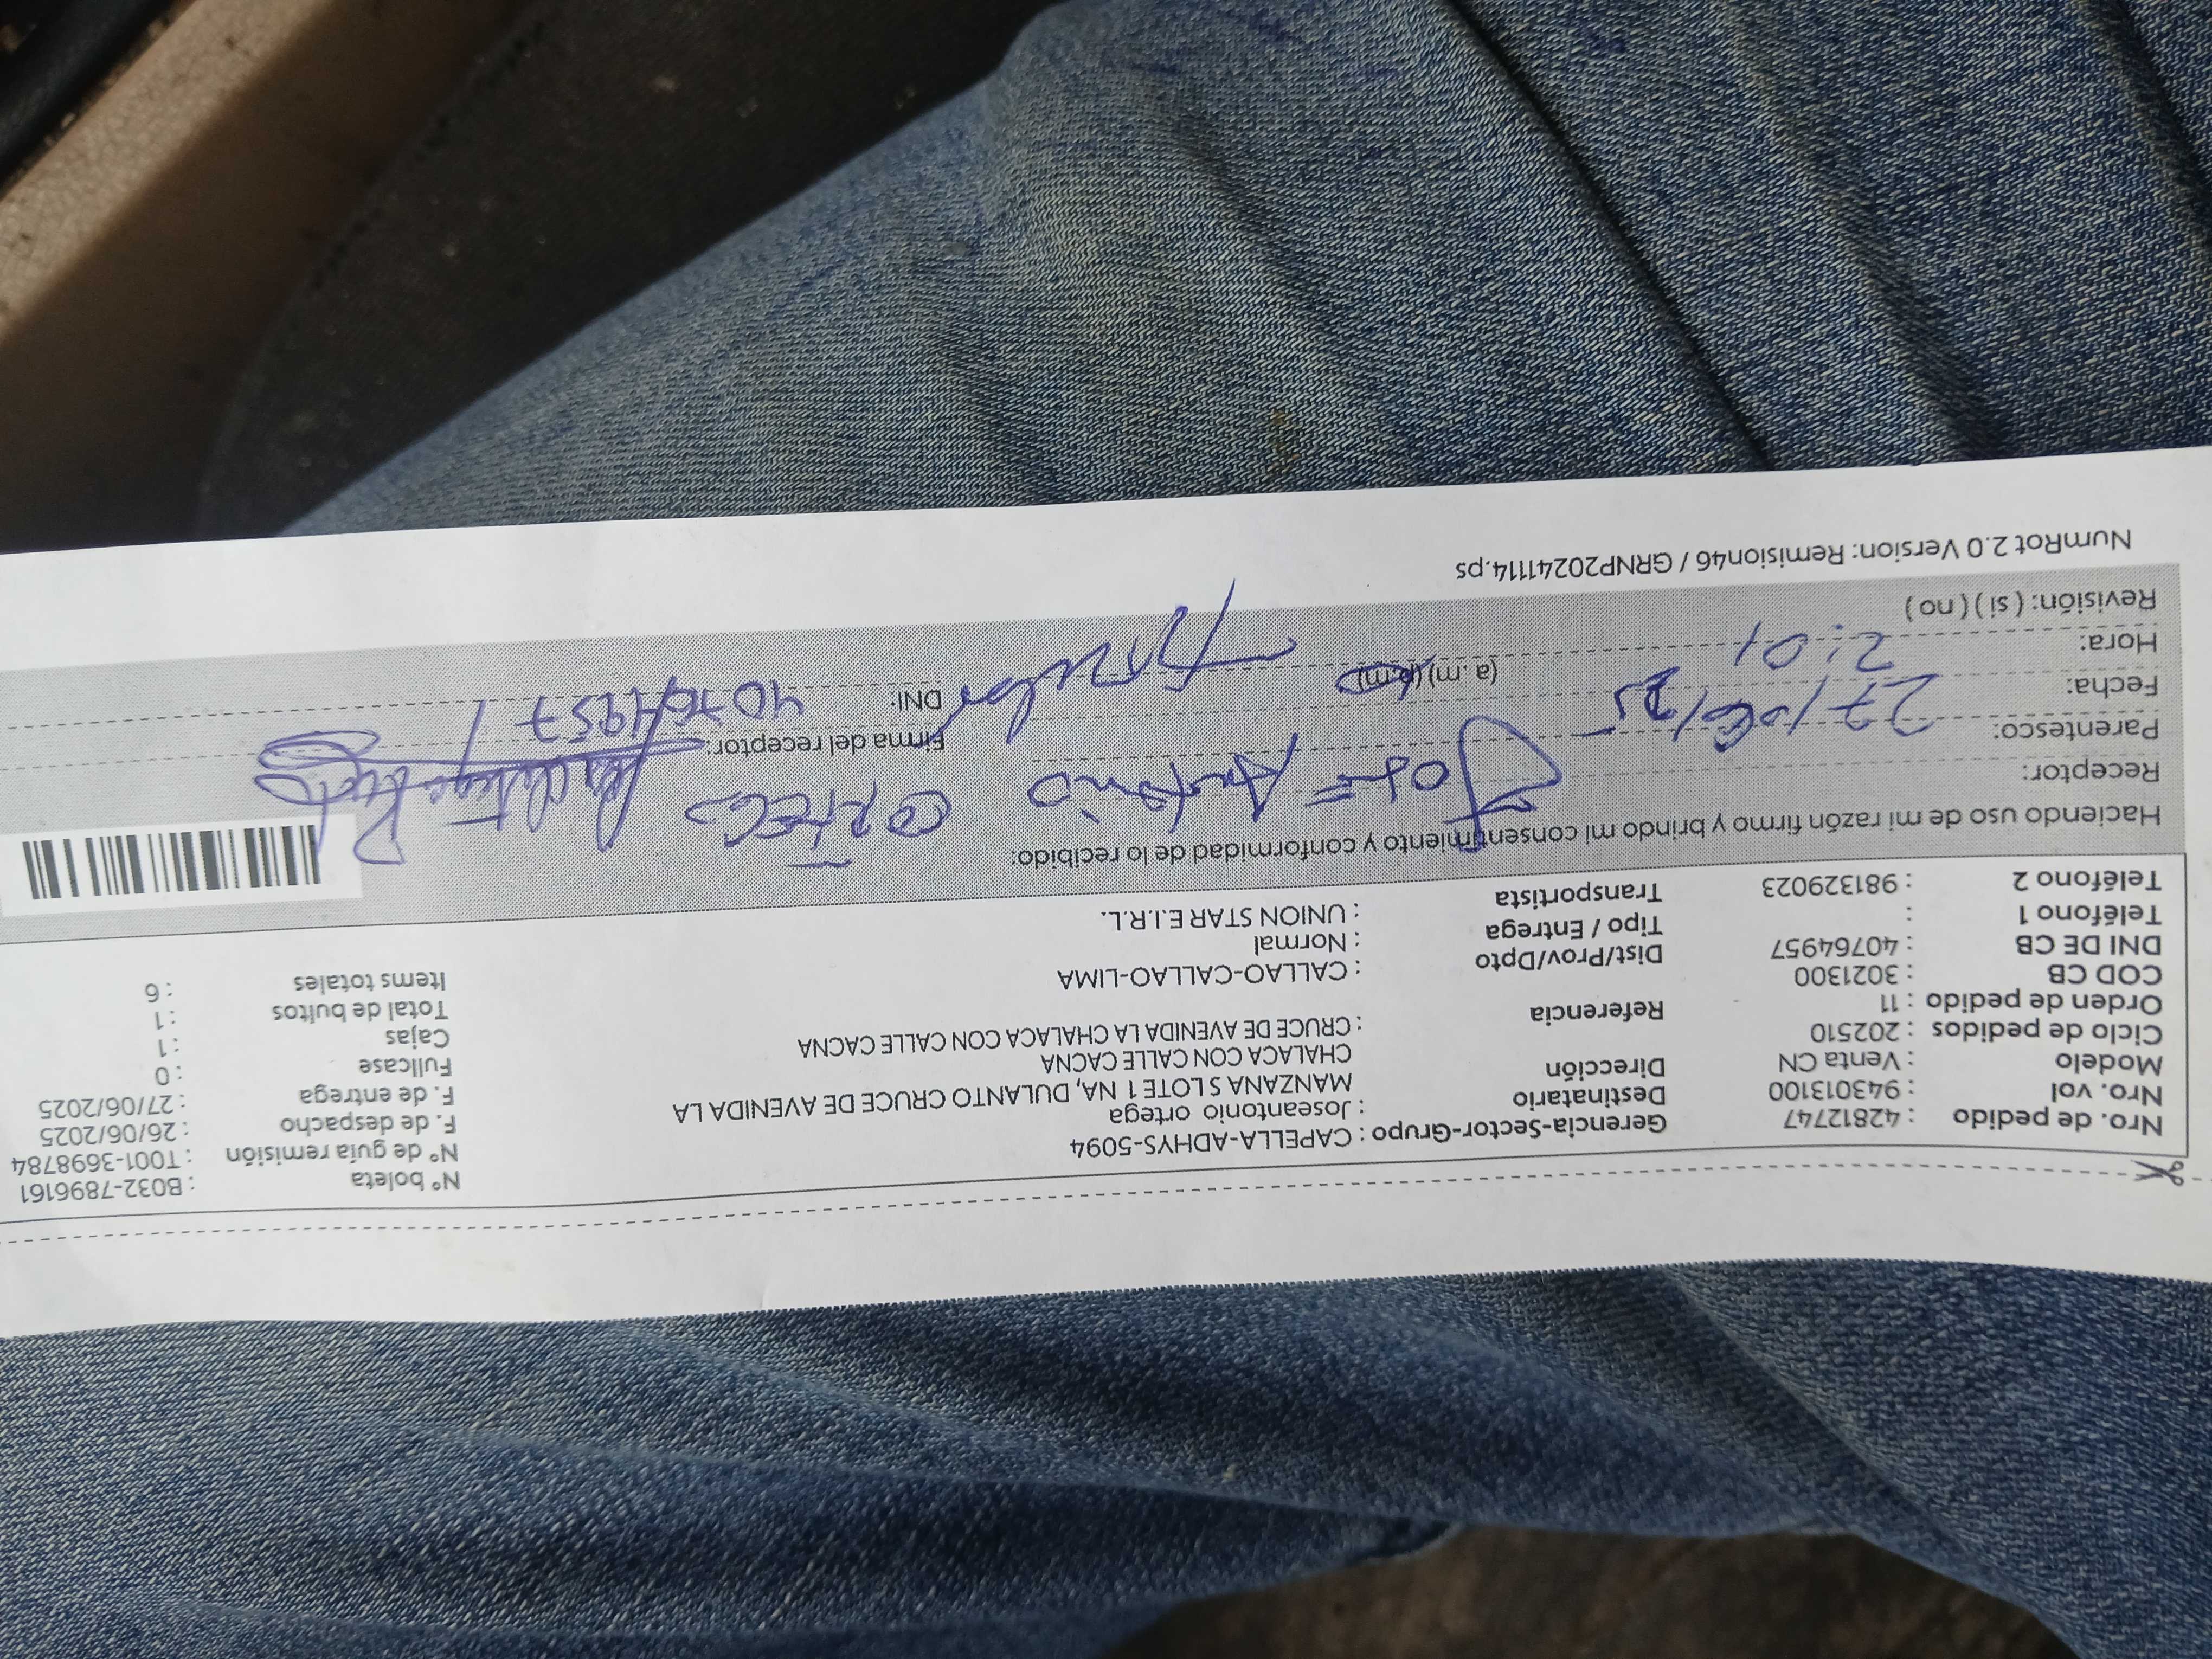 Nro. de pedido : 42812747 Gerencia-Sector-Grupo : CAPELLA-ADHYS-5094 Nº boleta : B032-7896161
Nro. vol : 943013100 Destinatario : Joseantonio ortega Nº de guía remisión : T001-3698784
Modelo : Venta CN Dirección MANZANA S LOTE 1 NA, DULANTO CRUCE DE AVENIDA LA F. de despacho : 26/06/2025
CHALACA CON CALLE CACNA F. de entrega : 27/06/2025
Ciclo de pedidos : 202510 Referencia : CRUCE DE AVENIDA LA CHALACA CON CALLE CACNA Fullcase : 0
Orden de pedido : 11 Cajas : 1
COD CB : 3021300 Dist/Prov/Dpto : CALLAO-CALLAO-LIMA Total de bultos : 1
DNI DE CB : 40764957 Tipo / Entrega : Normal Items totales : 6
Teléfono 1 : Transportista : UNION STAR E.I.R.L.
Teléfono 2 : 981329023
Haciendo uso de mi razón firmo y brindo mi consentimiento y conformidad de lo recibido:
Receptor: Jose Antonio
Parentesco: Firma del receptor:
Fecha: 27/06/25 DNI: 40764957
Hora: 2:01 (a.m)(p.m)
Revisión: ( si ) ( no )
NumRot 2.0 Version: Remision46 / GRNP20241114.ps